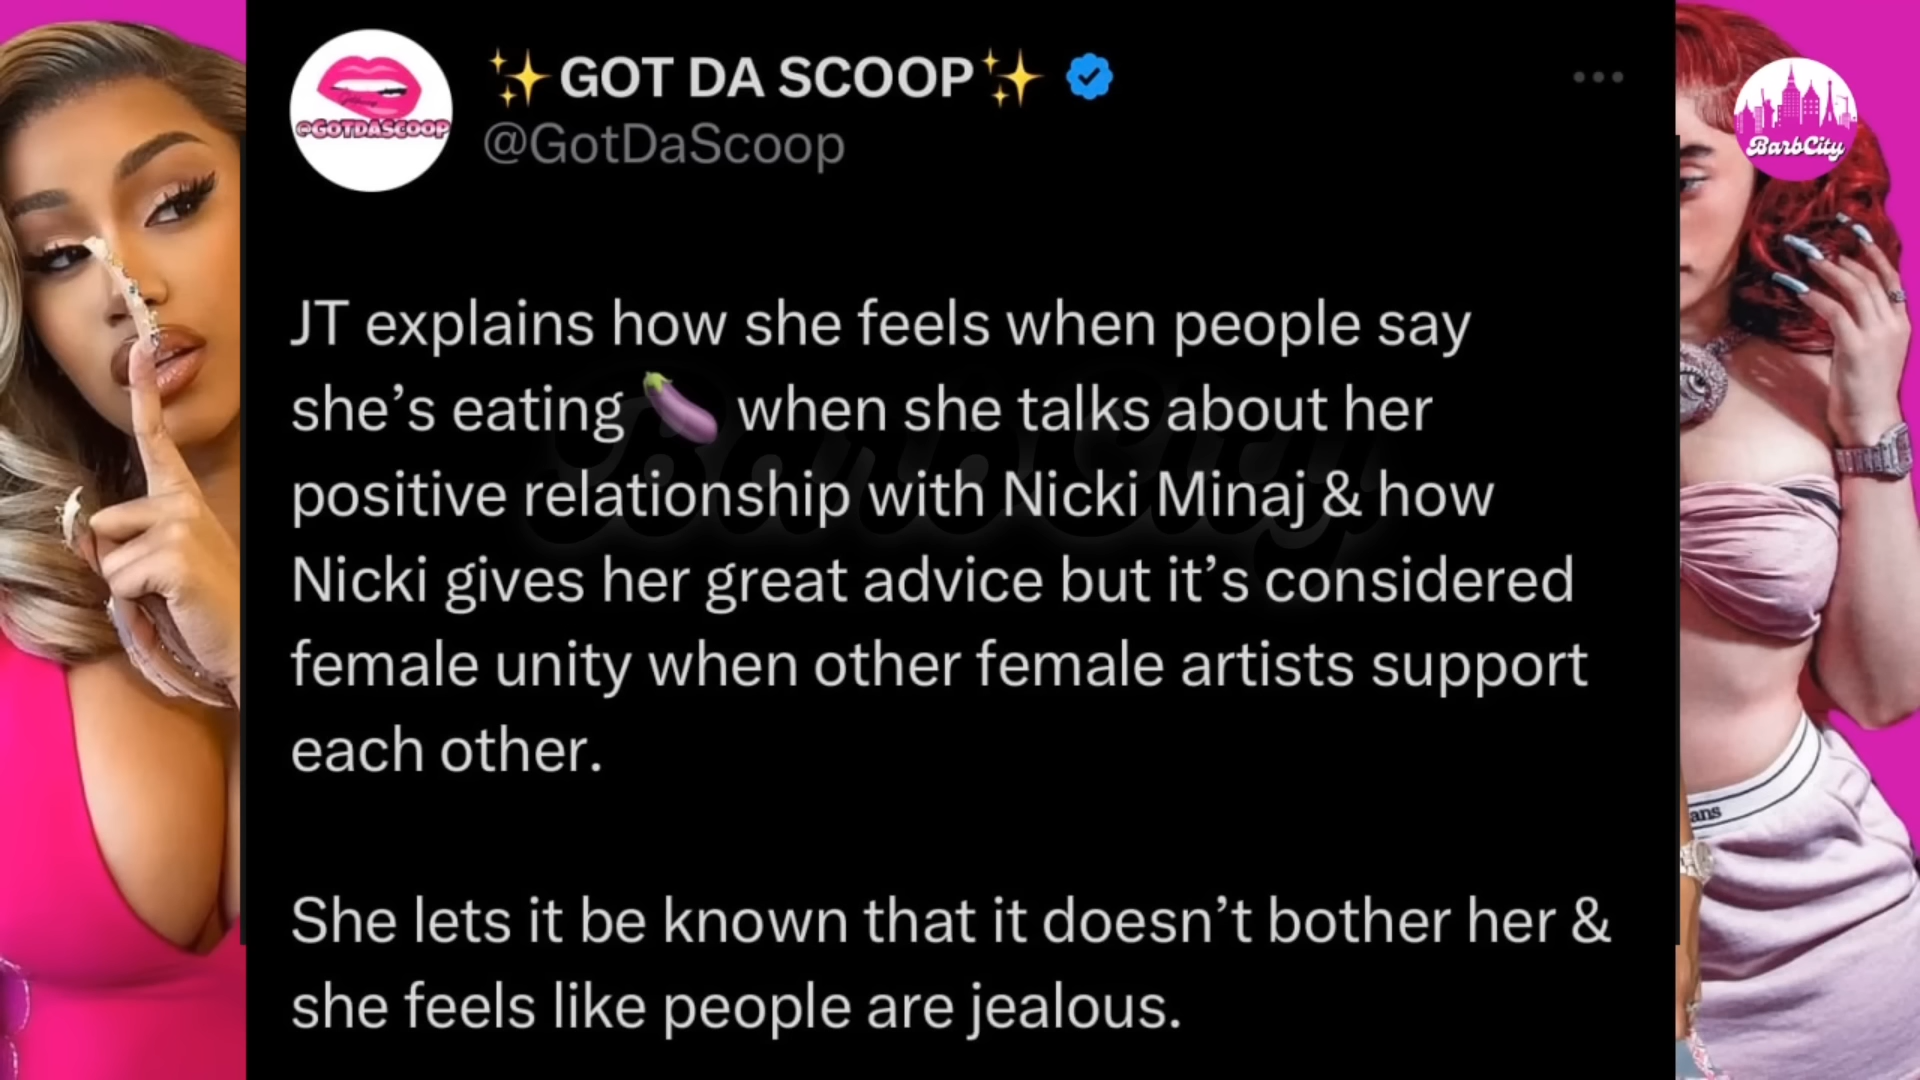 ✨GOT DA SCOOP✨
@GotDaScoop
@GOTDASCOOP
BarbCity
JT explains how she feels when people say
she’s eating 🍆 when she talks about her
positive relationship with Nicki Minaj & how
Nicki gives her great advice but it’s considered
female unity when other female artists support
each other.
She lets it be known that it doesn’t bother her &
she feels like people are jealous.
BarbCity
ans